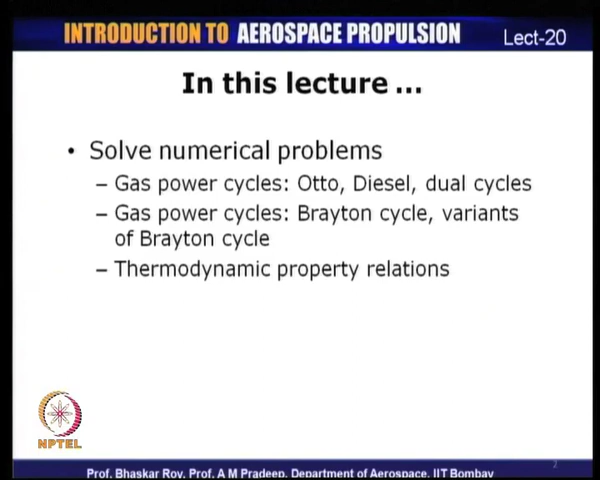 INTRODUCTION TO AEROSPACE PROPULSION
Lect-20
In this lecture ...
• Solve numerical problems
– Gas power cycles: Otto, Diesel, dual cycles
– Gas power cycles: Brayton cycle, variants
of Brayton cycle
– Thermodynamic property relations
NPTEL
2
Prof. Bhaskar Roy, Prof. A M Pradeep, Department of Aerospace, IIT Bombay